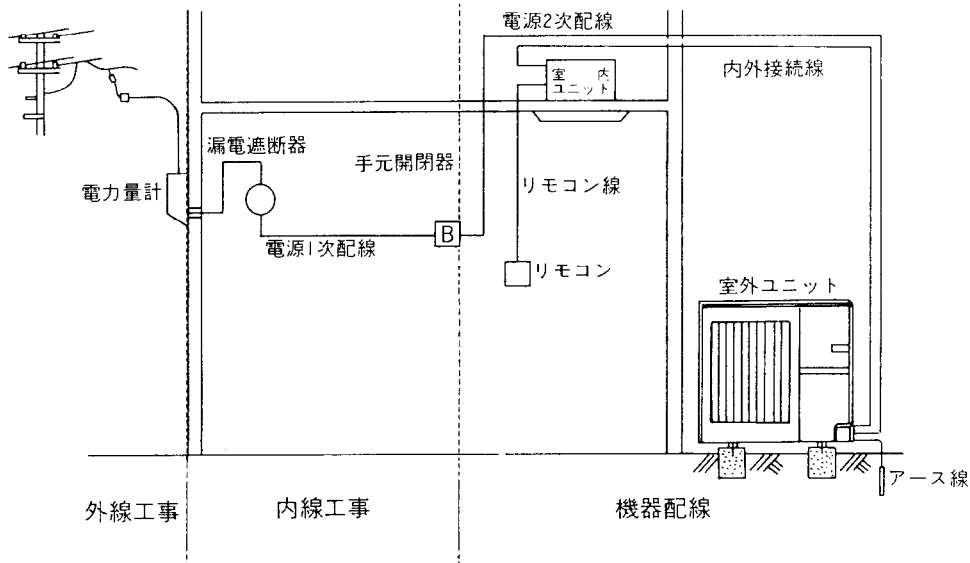 電源2次配線
室　内
ユニット
内外接続線
漏電遮断器
手元開閉器
電力量計
リモコン線
B
電源1次配線
リモコン
室外ユニット
アース線
外線工事
内線工事
機器配線